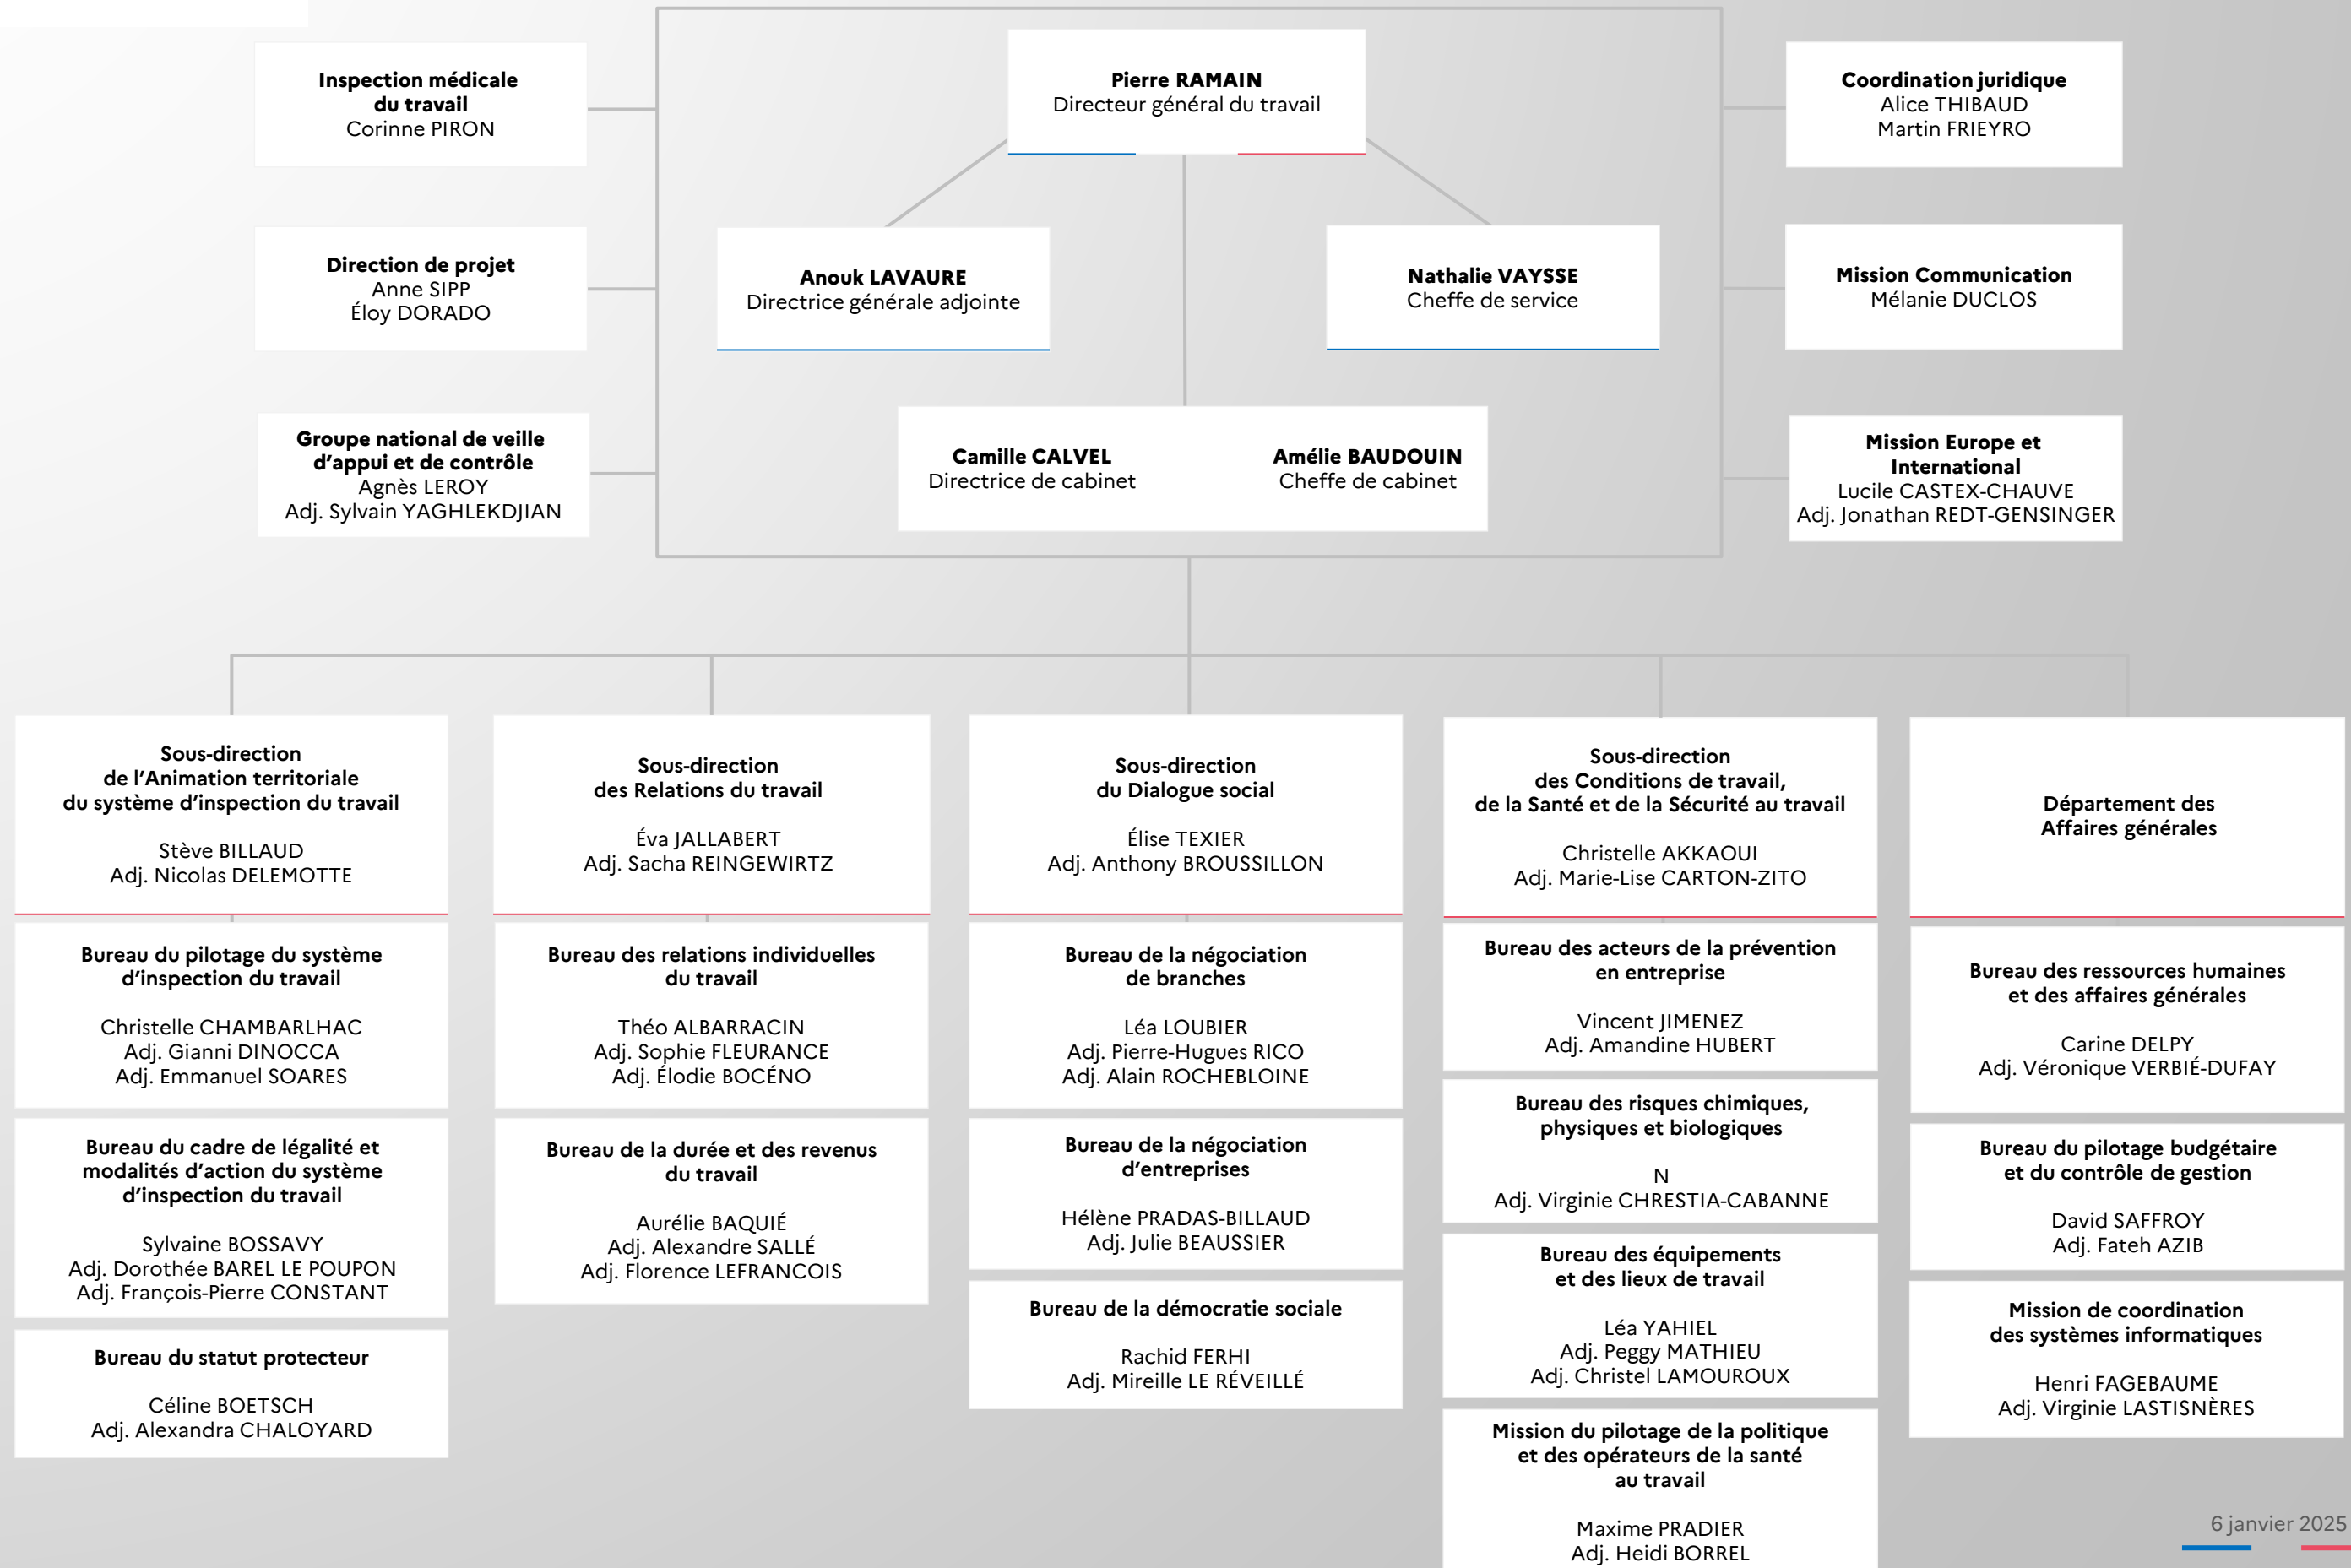 Inspection médicale
du travail
Corinne PIRON
Direction de projet
Anne SIPP
Éloy DORADO
Groupe national de veille
d'appui et de contrôle
Agnès LEROY
Adj. Sylvain YAGHLEKDJIAN
Pierre RAMAIN
Directeur général du travail
Anouk LAVAURE
Directrice générale adjointe
Nathalie VAYSSE
Cheffe de service
Camille CALVEL
Directrice de cabinet
Amélie BAUDOUIN
Cheffe de cabinet
Coordination juridique
Alice THIBAUD
Martin FRIEYRO
Mission Communication
Mélanie DUCLOS
Mission Europe et
International
Lucile CASTEX-CHAUVE
Adj. Jonathan REDT-GENSINGER
Sous-direction
de l'Animation territoriale
du système d'inspection du travail
Stève BILLAUD
Adj. Nicolas DELEMOTTE
Bureau du pilotage du système
d'inspection du travail
Christelle CHAMBARLHAC
Adj. Gianni DINOCCA
Adj. Emmanuel SOARES
Bureau du cadre de légalité et
modalités d'action du système
d'inspection du travail
Sylvaine BOSSAVY
Adj. Dorothée BAREL LE POUPON
Adj. François-Pierre CONSTANT
Bureau du statut protecteur
Céline BOETSCH
Adj. Alexandra CHALOYARD
Sous-direction
des Relations du travail
Éva JALLABERT
Adj. Sacha REINGEWIRTZ
Bureau des relations individuelles
du travail
Théo ALBARRACIN
Adj. Sophie FLEURANCE
Adj. Élodie BOCÉNO
Bureau de la durée et des revenus
du travail
Aurélie BAQUIÉ
Adj. Alexandre SALLÉ
Adj. Florence LEFRANCOIS
Sous-direction
du Dialogue social
Élise TEXIER
Adj. Anthony BROUSSILLON
Bureau de la négociation
de branches
Léa LOUBIER
Adj. Pierre-Hugues RICO
Adj. Alain ROCHEBLOINE
Bureau de la négociation
d'entreprises
Hélène PRADAS-BILLAUD
Adj. Julie BEAUSSIER
Bureau de la démocratie sociale
Rachid FERHI
Adj. Mireille LE RÉVEILLÉ
Sous-direction
des Conditions de travail,
de la Santé et de la Sécurité au travail
Christelle AKKAOUI
Adj. Marie-Lise CARTON-ZITO
Bureau des acteurs de la prévention
en entreprise
Vincent JIMENEZ
Adj. Amandine HUBERT
Bureau des risques chimiques,
physiques et biologiques
N
Adj. Virginie CHRESTIA-CABANNE
Bureau des équipements
et des lieux de travail
Léa YAHIEL
Adj. Peggy MATHIEU
Adj. Christel LAMOUROUX
Mission du pilotage de la politique
et des opérateurs de la santé
au travail
Maxime PRADIER
Adj. Heidi BORREL
Département des
Affaires générales
Bureau des ressources humaines
et des affaires générales
Carine DELPY
Adj. Véronique VERBIÉ-DUFAY
Bureau du pilotage budgétaire
et du contrôle de gestion
David SAFFROY
Adj. Fateh AZIB
Mission de coordination
des systèmes informatiques
Henri FAGEBAUME
Adj. Virginie LASTISNÈRES
6 janvier 2025